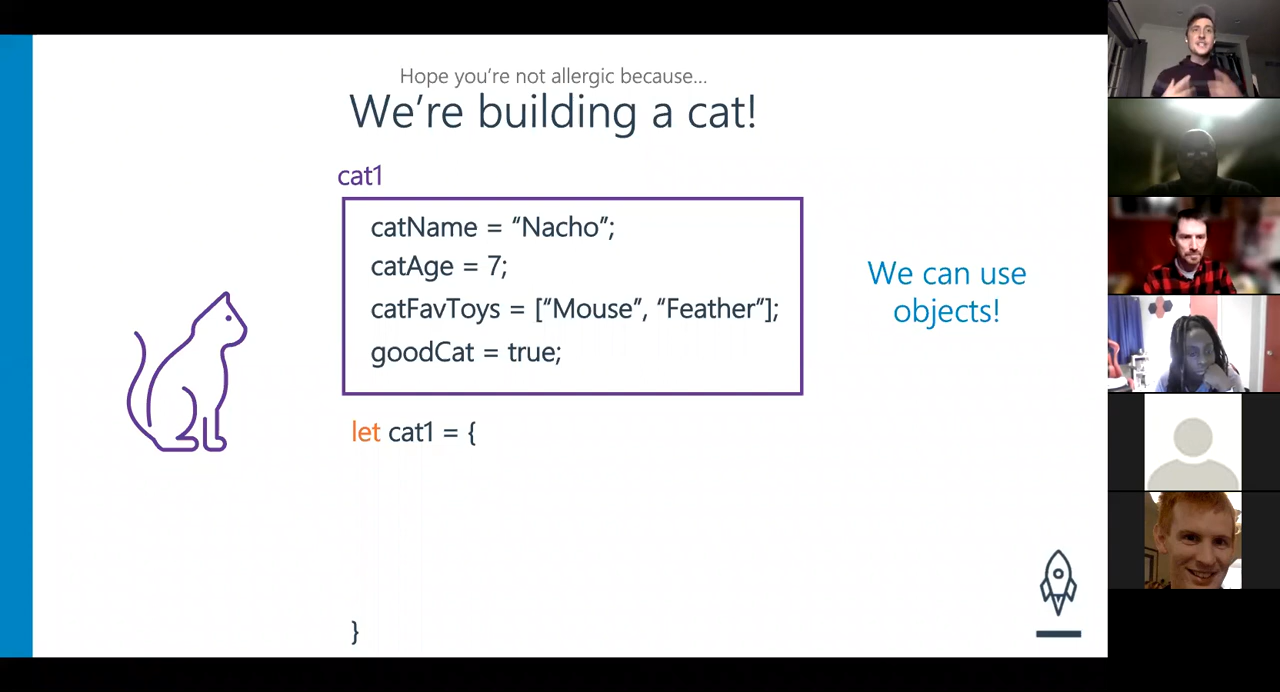 Hope you’re not allergic because...
We’re building a cat!
cat1
catName = “Nacho”;
catAge = 7;
catFavToys = [“Mouse”, “Feather”];
goodCat = true;
We can use
objects!
let cat1 = {
}